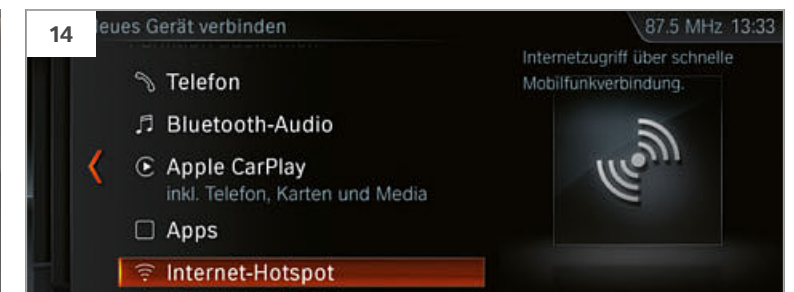 14
eues Gerät verbinden
87.5 MHz 13:33
Telefon
Bluetooth-Audio
Apple CarPlay
inkl. Telefon, Karten und Media
Apps
Internet-Hotspot
Internetzugriff über schnelle
Mobilfunkverbindung.